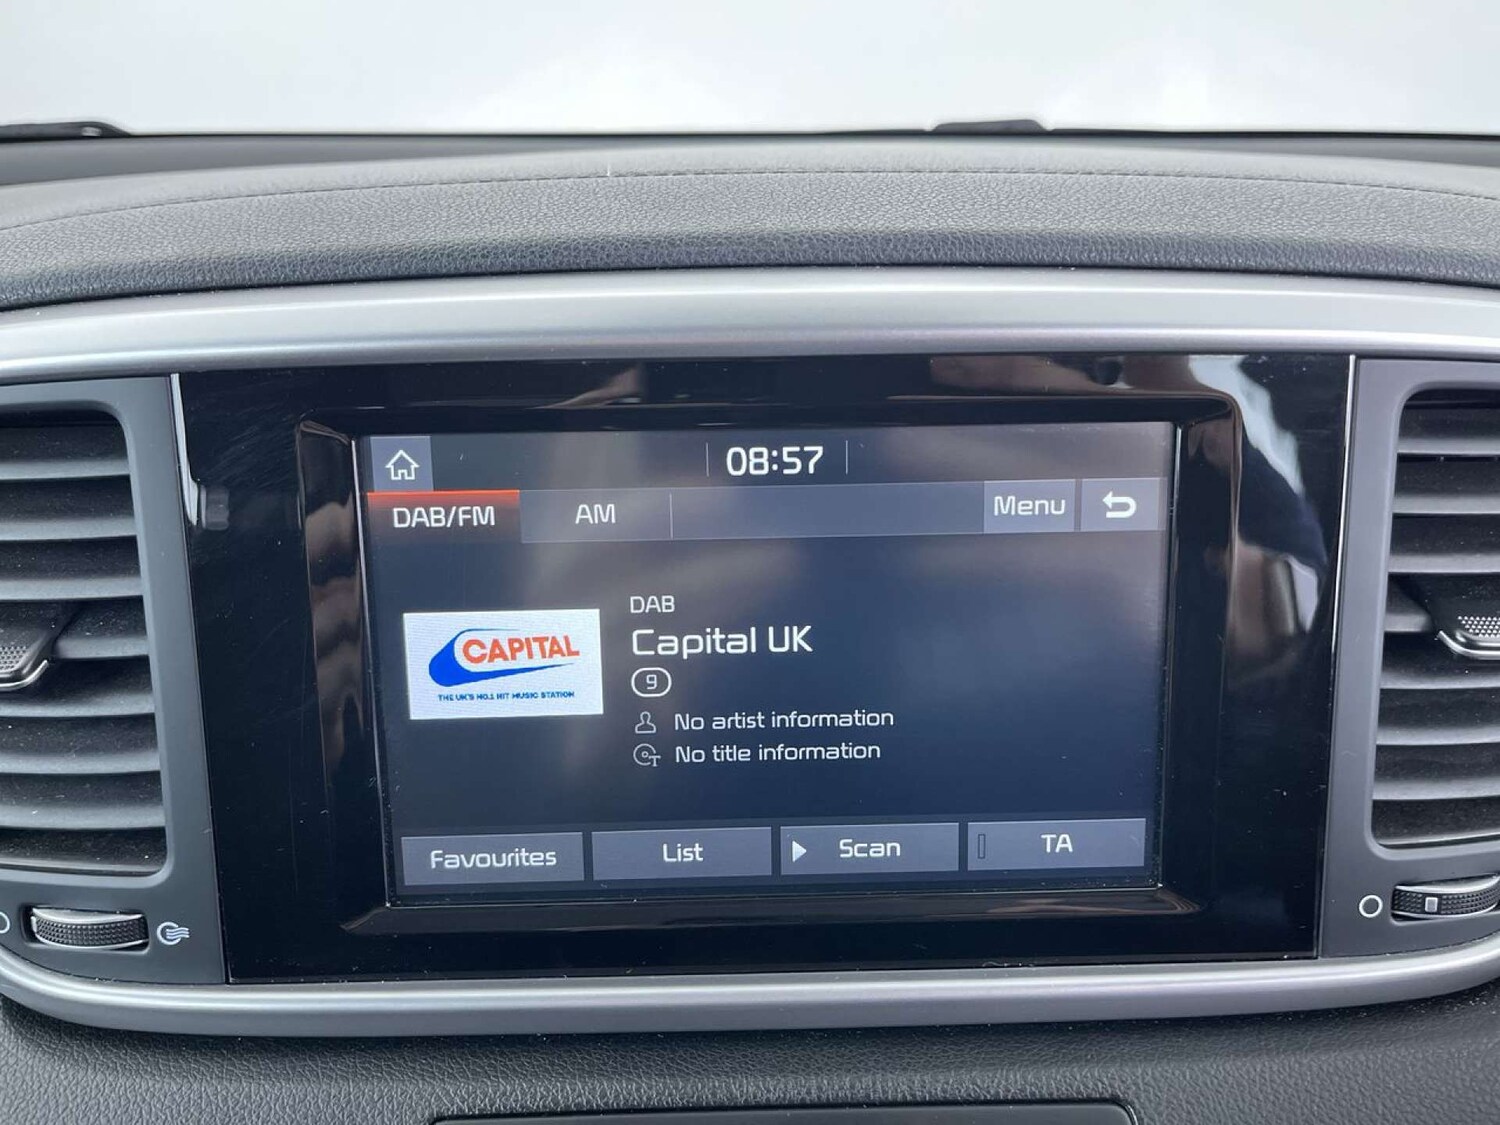 08:57
DAB/FM
AM
Menu
DAB
Capital UK
9
CAPITAL
THE UK'S NO.1 HIT MUSIC STATION
No artist information
No title information
Favourites
List
Scan
TA